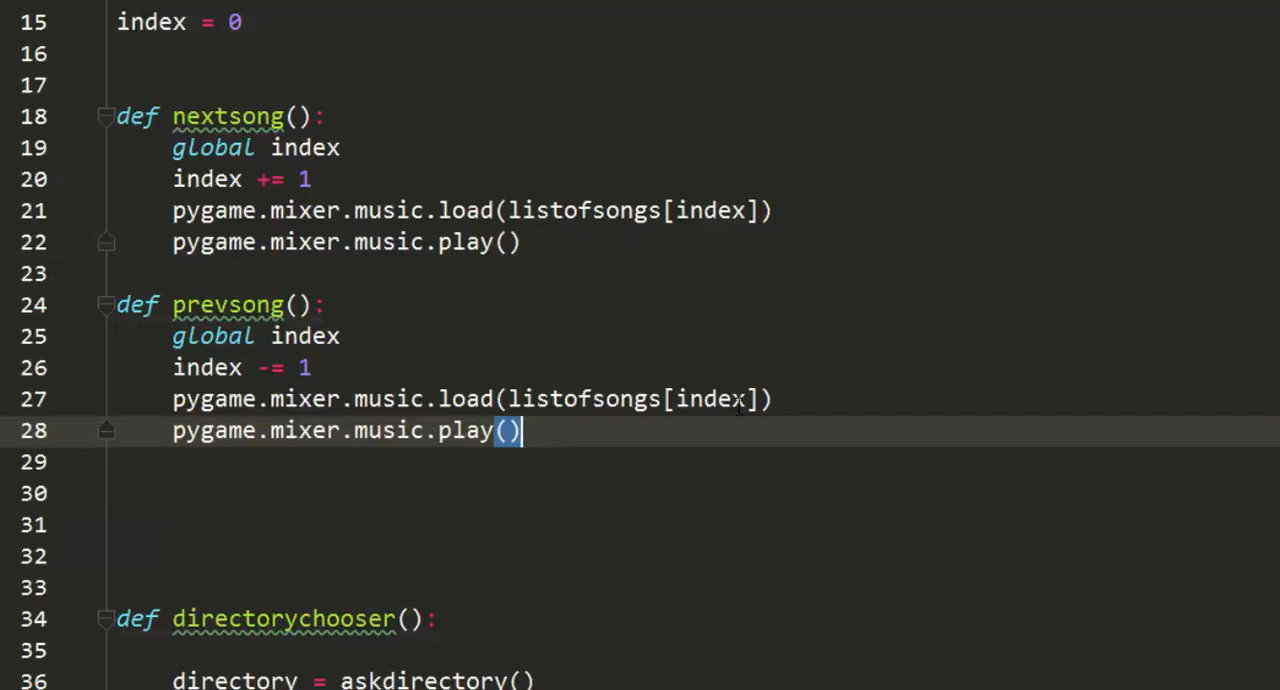 15 index = 0
16
17
18 def nextsong():
19 global index
20 index += 1
21 pygame.mixer.music.load(listofsongs[index])
22 pygame.mixer.music.play()
23
24 def prevsong():
25 global index
26 index -= 1
27 pygame.mixer.music.load(listofsongs[index])
28 pygame.mixer.music.play()
29
30
31
32
33
34 def directorychooser():
35
36 directory = askdirectory()